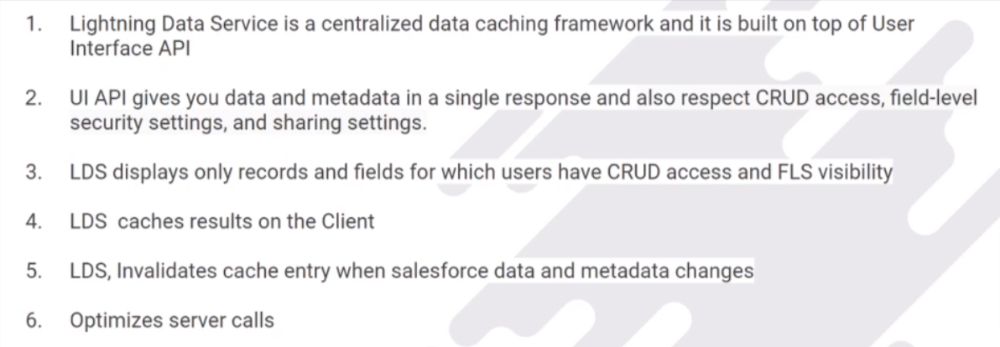 1. Lightning Data Service is a centralized data caching framework and it is built on top of User
Interface API
2. UI API gives you data and metadata in a single response and also respect CRUD access, field-level
security settings, and sharing settings.
3. LDS displays only records and fields for which users have CRUD access and FLS visibility
4. LDS caches results on the Client
5. LDS, Invalidates cache entry when salesforce data and metadata changes
6. Optimizes server calls